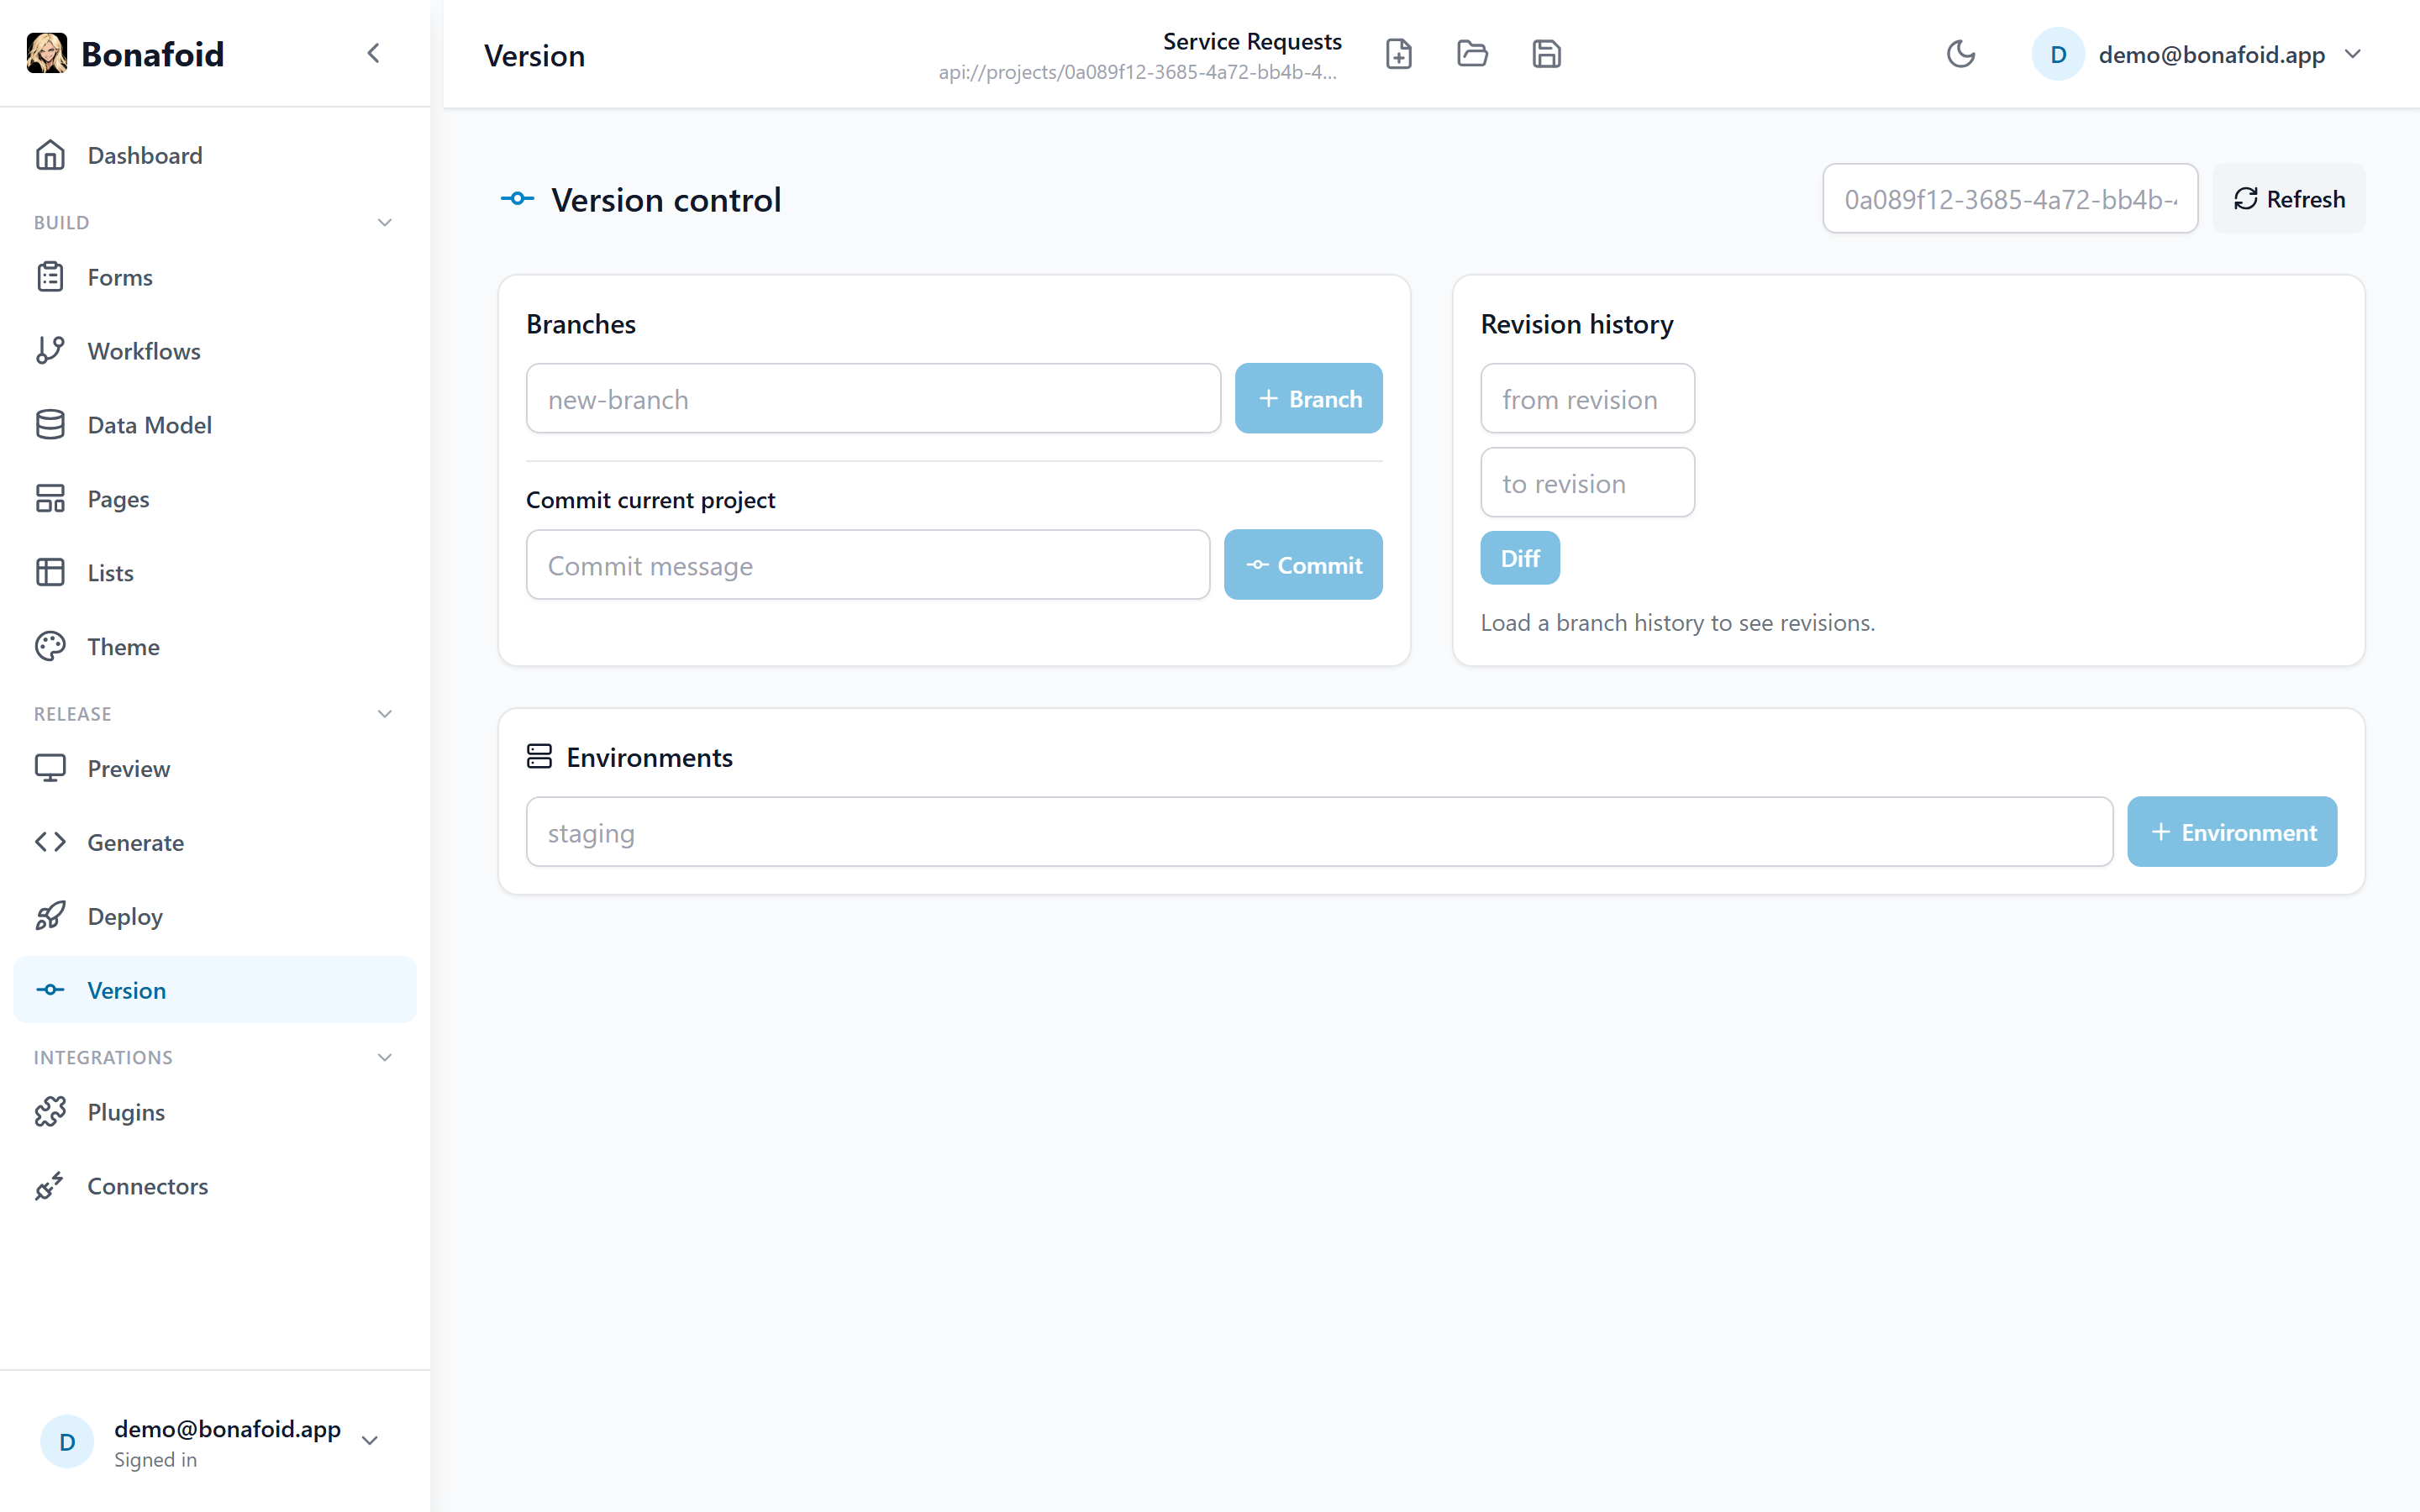 Bonafoid
Dashboard
BUILD
Forms
Workflows
Data Model
Pages
Lists
Theme
RELEASE
Preview
Generate
Deploy
Version
INTEGRATIONS
Plugins
Connectors
D
demo@bonafoid.app
Signed in
Version
Service Requests
api://projects/0a089f12-3685-4a72-bb4b-4...
D
demo@bonafoid.app
Version control
0a089f12-3685-4a72-bb4b-
Refresh
Branches
new-branch
+ Branch
Commit current project
Commit message
Commit
Revision history
from revision
to revision
Diff
Load a branch history to see revisions.
Environments
staging
+ Environment